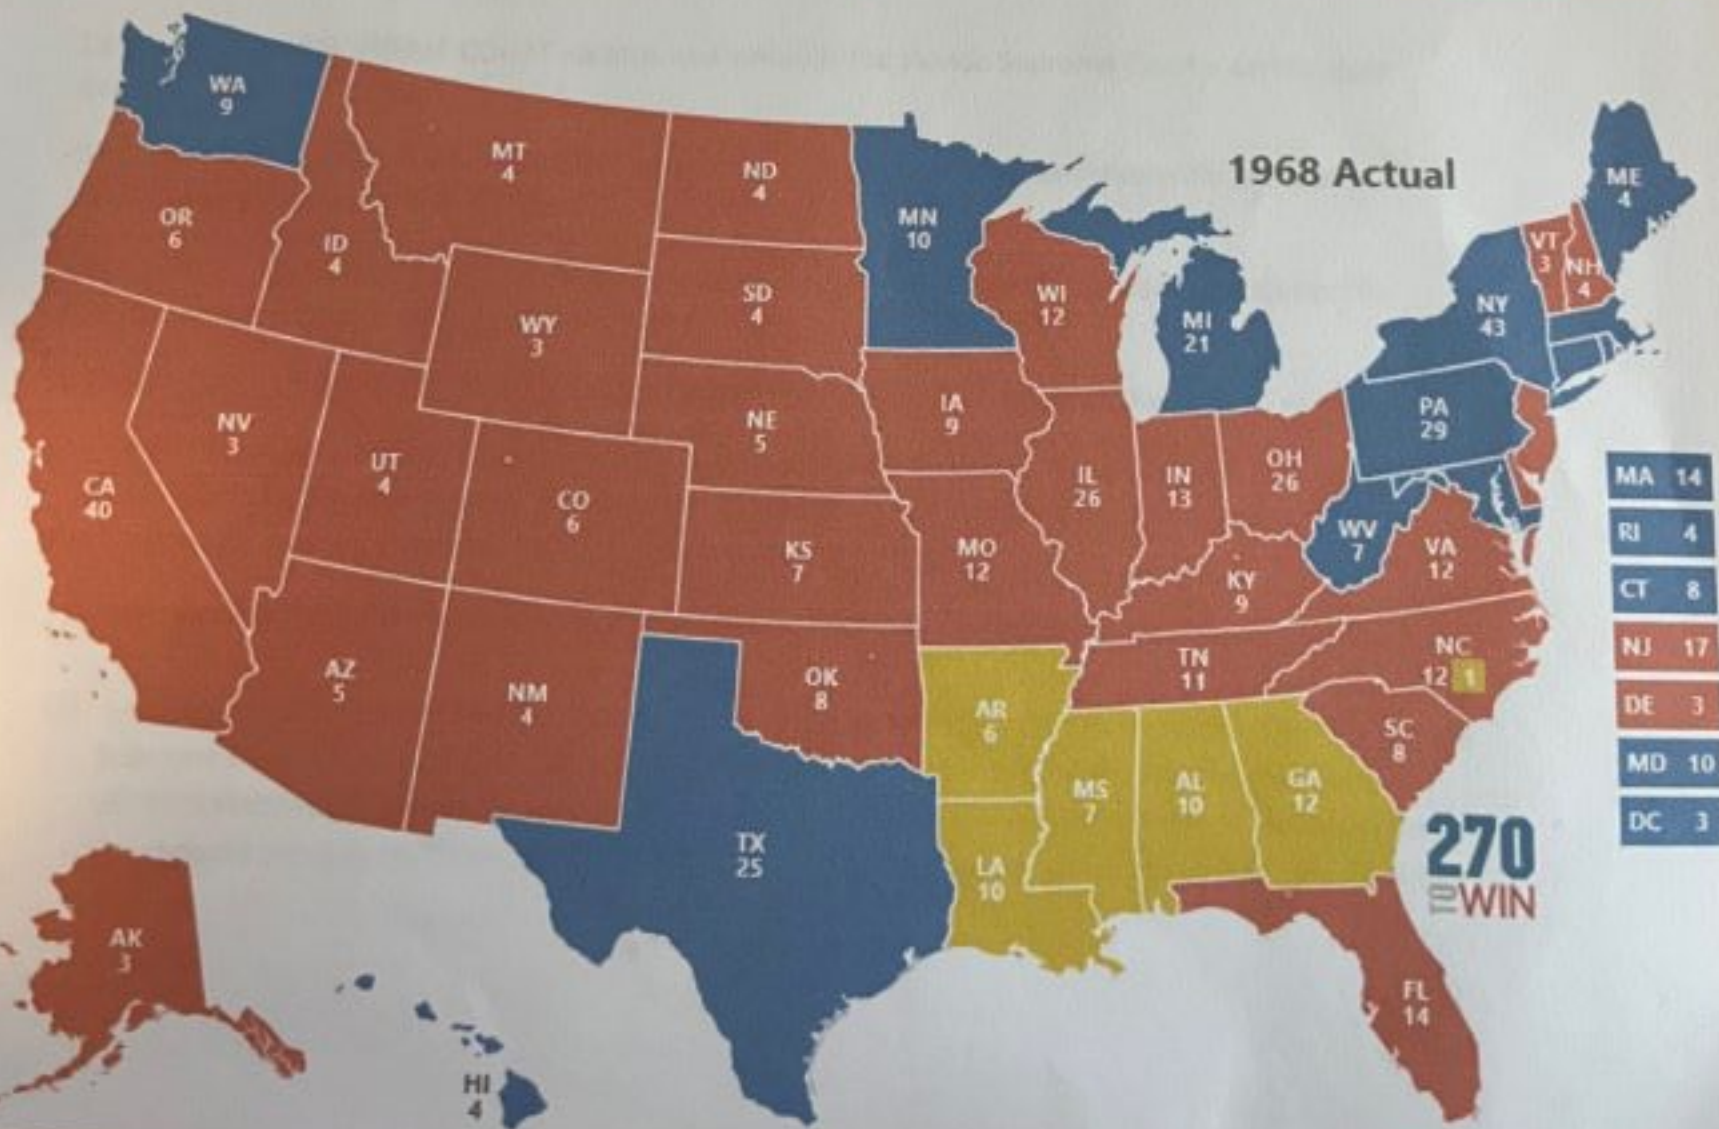 1968 Actual
WA
9
OR
6
ID
4
MT
4
ND
4
MN
10
SD
4
WY
3
WI
12
MI
21
ME
4
VT
3
NH
4
NY
43
CA
40
NV
3
UT
4
CO
6
NE
5
IA
9
IL
26
IN
13
OH
26
PA
29
KS
7
MO
12
KY
9
WV
7
VA
12
AZ
5
NM
4
OK
8
AR
6
TN
11
NC
12 1
SC
8
TX
25
LA
10
MS
7
AL
10
GA
12
FL
14
AK
3
HI
4
MA 14
RI 4
CT 8
NJ 17
DE 3
MD 10
DC 3
270
TO WIN